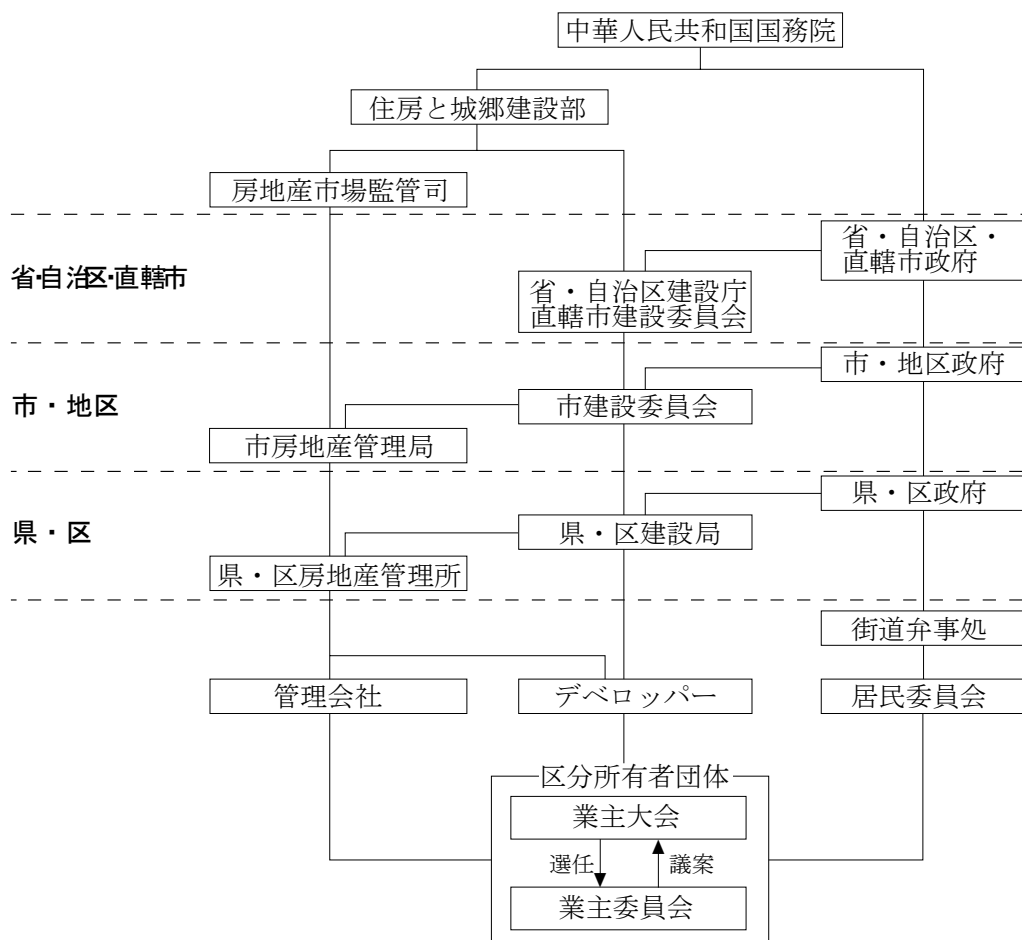 中華人民共和国国務院
住房と城郷建設部
房地産市場監管司
省・自治区・
直轄市政府
省・自治区・直轄市
省・自治区建設庁
直轄市建設委員会
市・地区政府
市・地区
市建設委員会
市房地産管理局
県・区政府
県・区
県・区建設局
県・区房地産管理所
街道弁事処
管理会社
デベロッパー
居民委員会
区分所有者団体
業主大会
選任
議案
業主委員会